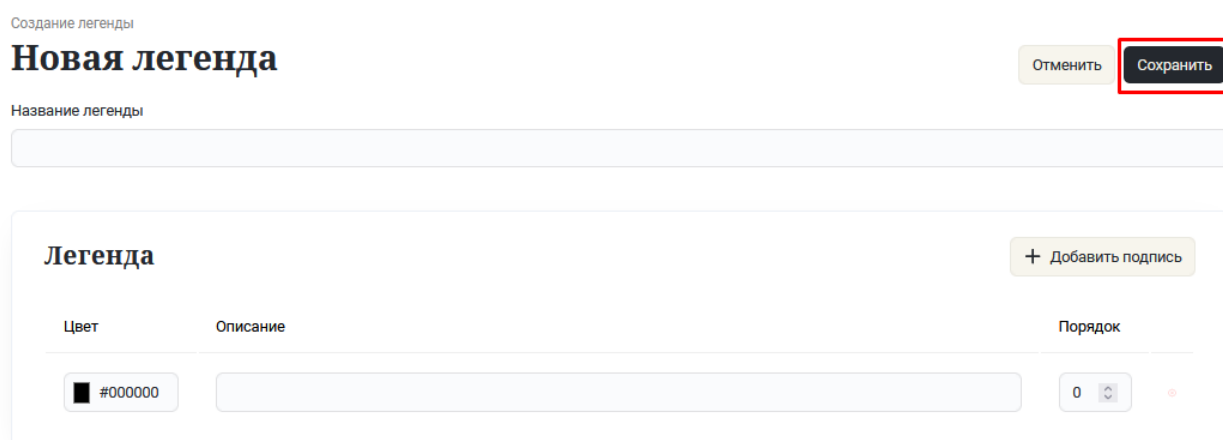 Создание легенды
Новая легенда
Отменить
Сохранить
Название легенды
Легенда
+ Добавить подпись
Цвет
Описание
Порядок
#000000
0